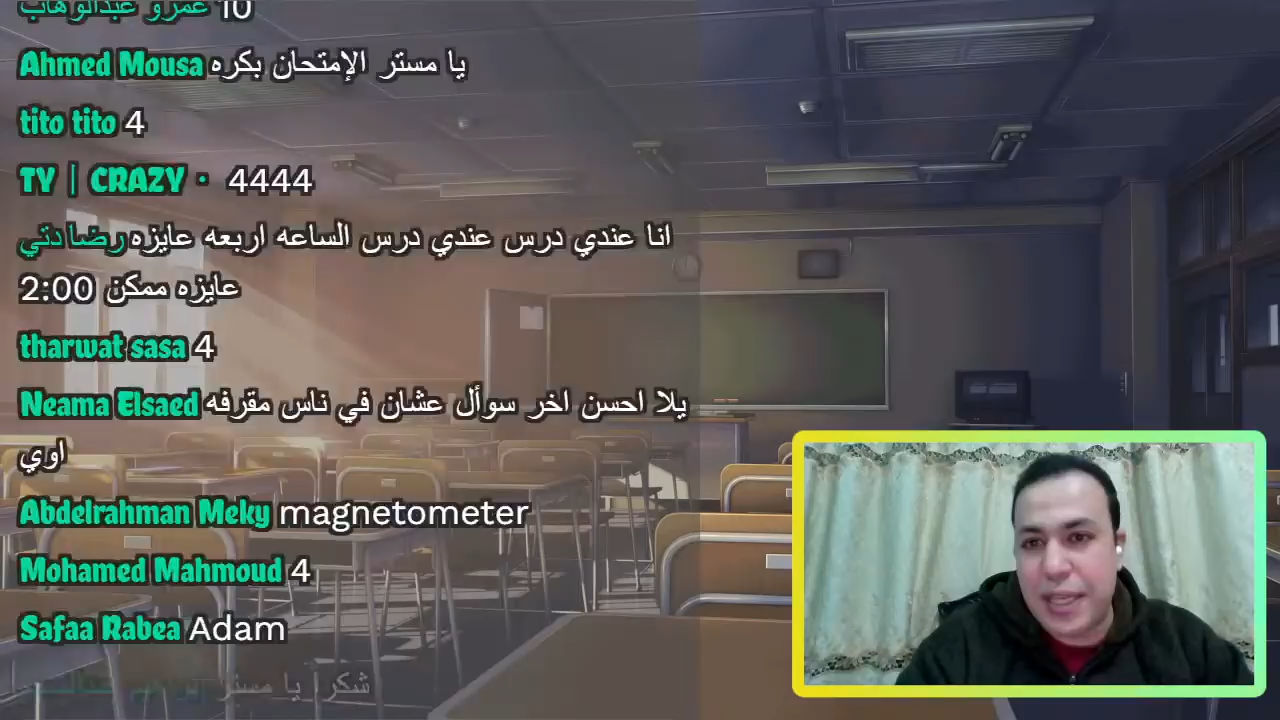 عمرو عبدالوهاب 10
Ahmed Mousa يا مستر الإمتحان بكره
tito tito 4
TY | CRAZY • 4444
رضا دتي انا عندي درس عندي درس الساعه اربعه عايزه
عايزه ممكن 2:00
tharwat sasa 4
Neama Elsaed يلا احسن اخر سوأل عشان في ناس مقرفه
اوي
Abdelrahman Meky magnetometer
Mohamed Mahmoud 4
Safaa Rabea Adam
شكرا يا مستر